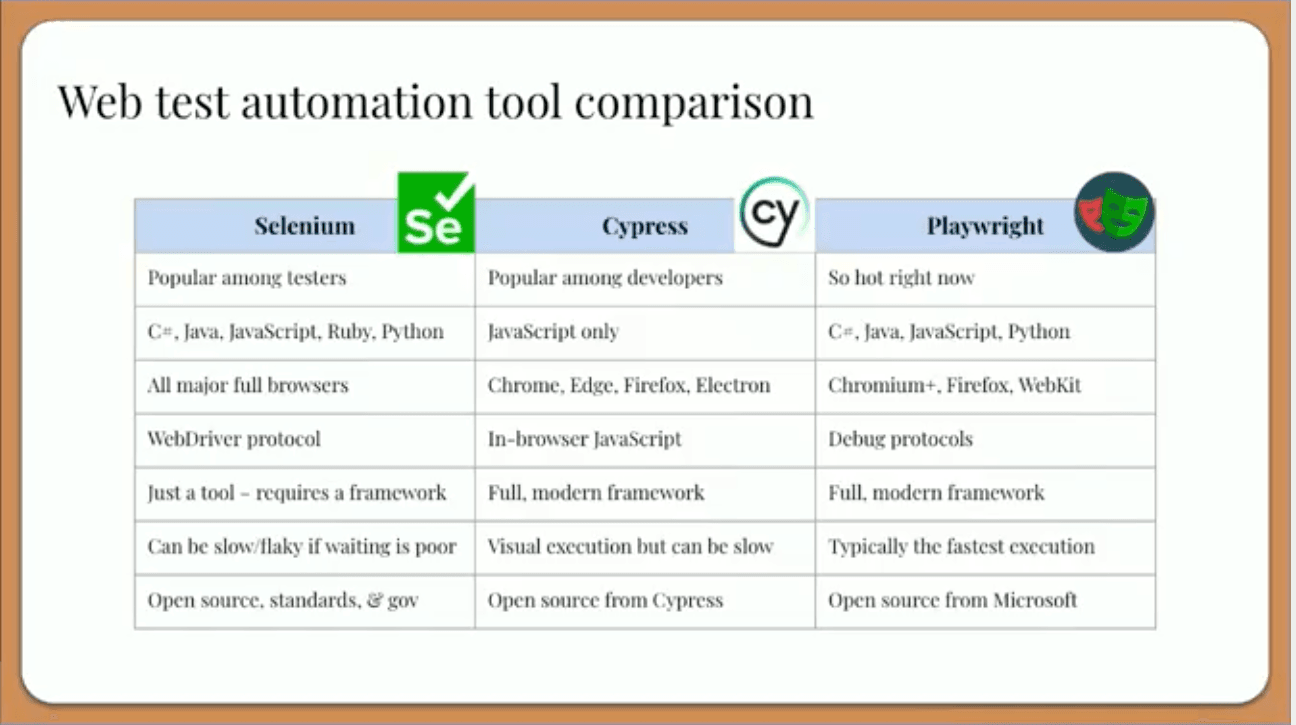 Web test automation tool comparison
Selenium Se Cypress cy Playwright
Popular among testers Popular among developers So hot right now
C#, Java, JavaScript, Ruby, Python JavaScript only C#, Java, JavaScript, Python
All major full browsers Chrome, Edge, Firefox, Electron Chromium+, Firefox, WebKit
WebDriver protocol In-browser JavaScript Debug protocols
Just a tool – requires a framework Full, modern framework Full, modern framework
Can be slow/flaky if waiting is poor Visual execution but can be slow Typically the fastest execution
Open source, standards, & gov Open source from Cypress Open source from Microsoft